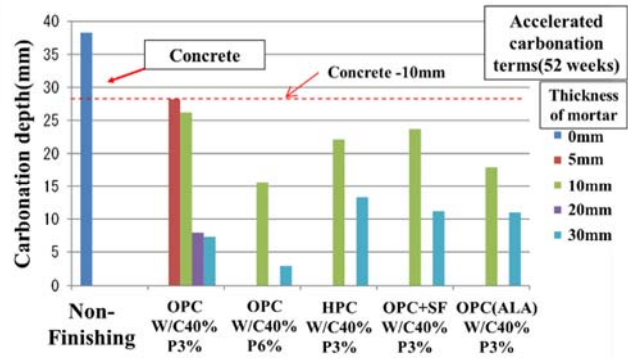 Carbonation depth(mm)
40
35
30
25
20
15
10
5
0
Concrete
Concrete -10mm
Accelerated
carbonation
terms(52 weeks)
Thickness
of mortar
0mm
5mm
10mm
20mm
30mm
Non-
Finishing
OPC
W/C40%
P3%
OPC
W/C40%
P6%
HPC
W/C40%
P3%
OPC+SF
W/C40%
P3%
OPC(ALA)
W/C40%
P3%